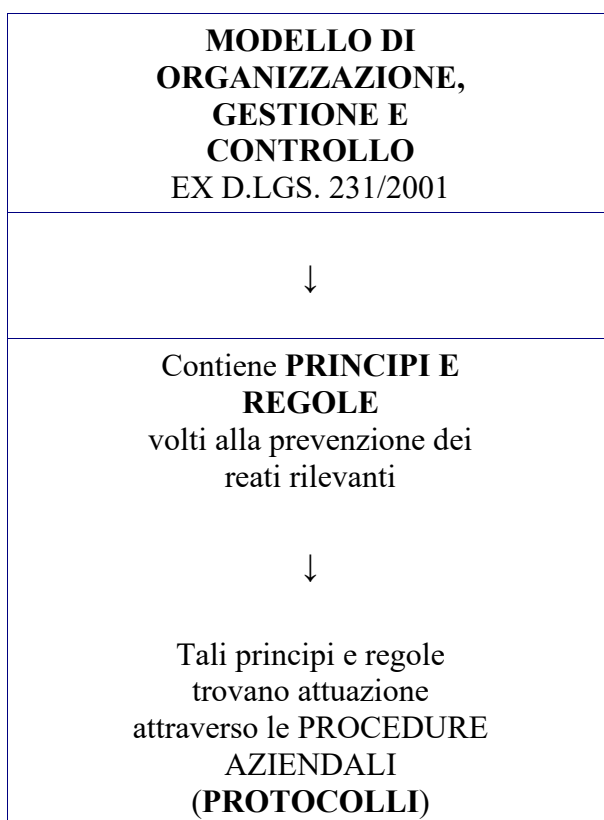 MODELLO DI
ORGANIZZAZIONE,
GESTIONE E
CONTROLLO
EX D.LGS. 231/2001
↓
Contiene PRINCIPI E
REGOLE
volti alla prevenzione dei
reati rilevanti
↓
Tali principi e regole
trovano attuazione
attraverso le PROCEDURE
AZIENDALI
(PROTOCOLLI)